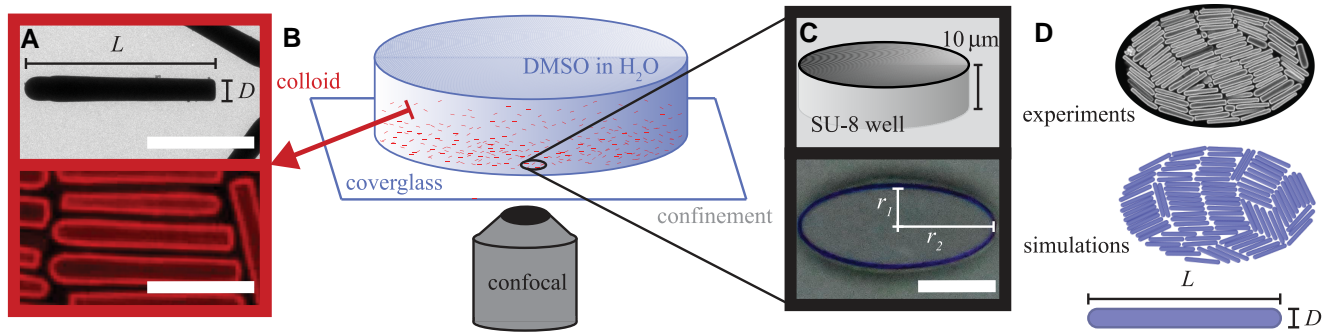 A
L
D
colloid
B
DMSO in H₂O
coverglass
confinement
confocal
C
10 μm
SU-8 well
r₁
r₂
D
experiments
simulations
L
D